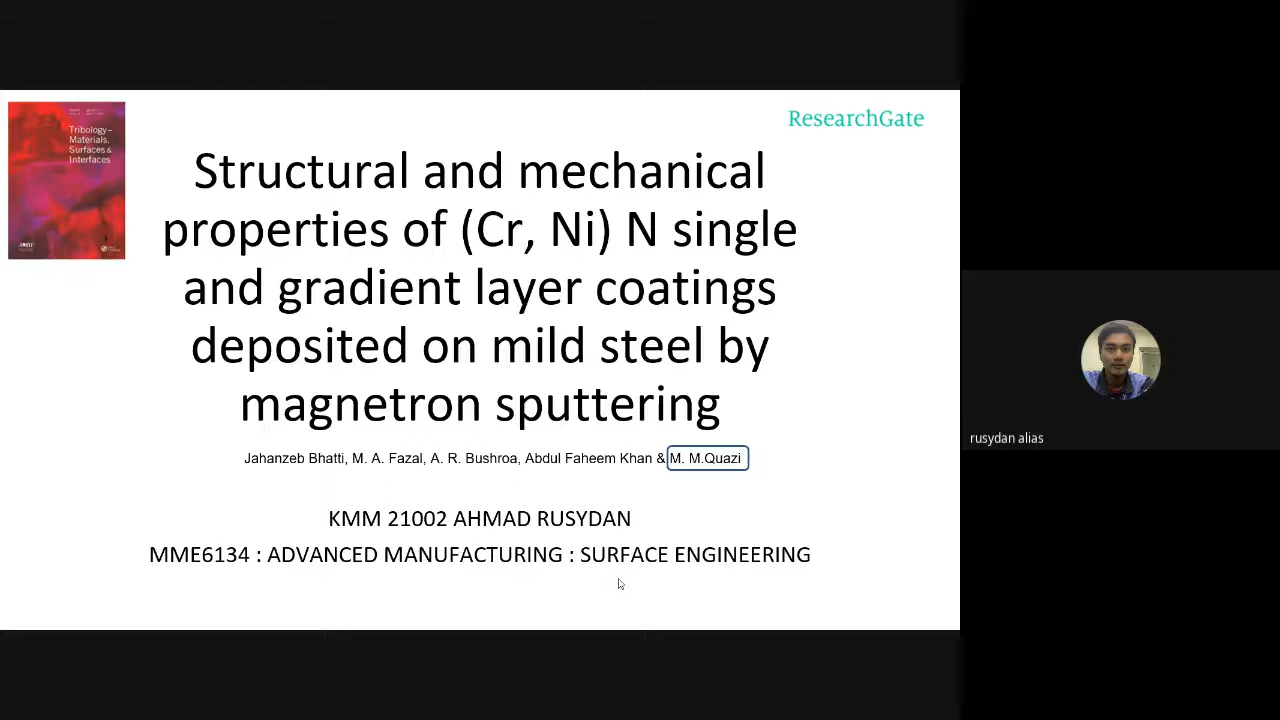 Tribology–
Materials,
Surfaces &
Interfaces
ResearchGate
Structural and mechanical
properties of (Cr, Ni) N single
and gradient layer coatings
deposited on mild steel by
magnetron sputtering
Jahanzeb Bhatti, M. A. Fazal, A. R. Bushroa, Abdul Faheem Khan & M. M.Quazi
KMM 21002 AHMAD RUSYDAN
MME6134 : ADVANCED MANUFACTURING : SURFACE ENGINEERING
rusydan alias